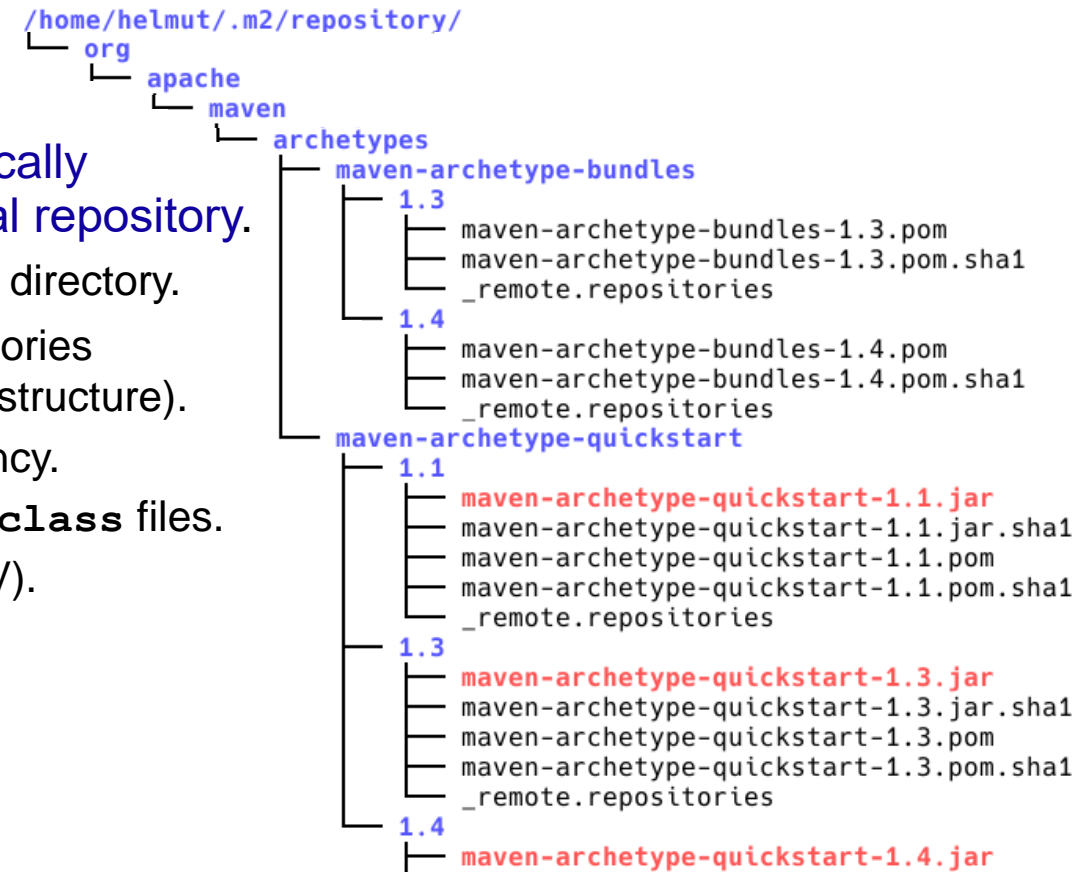 /home/helmut/.m2/repository/
org
apache
maven
archetypes
maven-archetype-bundles
1.3
maven-archetype-bundles-1.3.pom
maven-archetype-bundles-1.3.pom.sha1
_remote.repositories
1.4
maven-archetype-bundles-1.4.pom
maven-archetype-bundles-1.4.pom.sha1
_remote.repositories
maven-archetype-quickstart
1.1
maven-archetype-quickstart-1.1.jar
maven-archetype-quickstart-1.1.jar.sha1
maven-archetype-quickstart-1.1.pom
maven-archetype-quickstart-1.1.pom.sha1
_remote.repositories
1.3
maven-archetype-quickstart-1.3.jar
maven-archetype-quickstart-1.3.jar.sha1
maven-archetype-quickstart-1.3.pom
maven-archetype-quickstart-1.3.pom.sha1
_remote.repositories
1.4
maven-archetype-quickstart-1.4.jar
cally
al repository.
directory.
ories
structure).
ncy.
class files.
/).